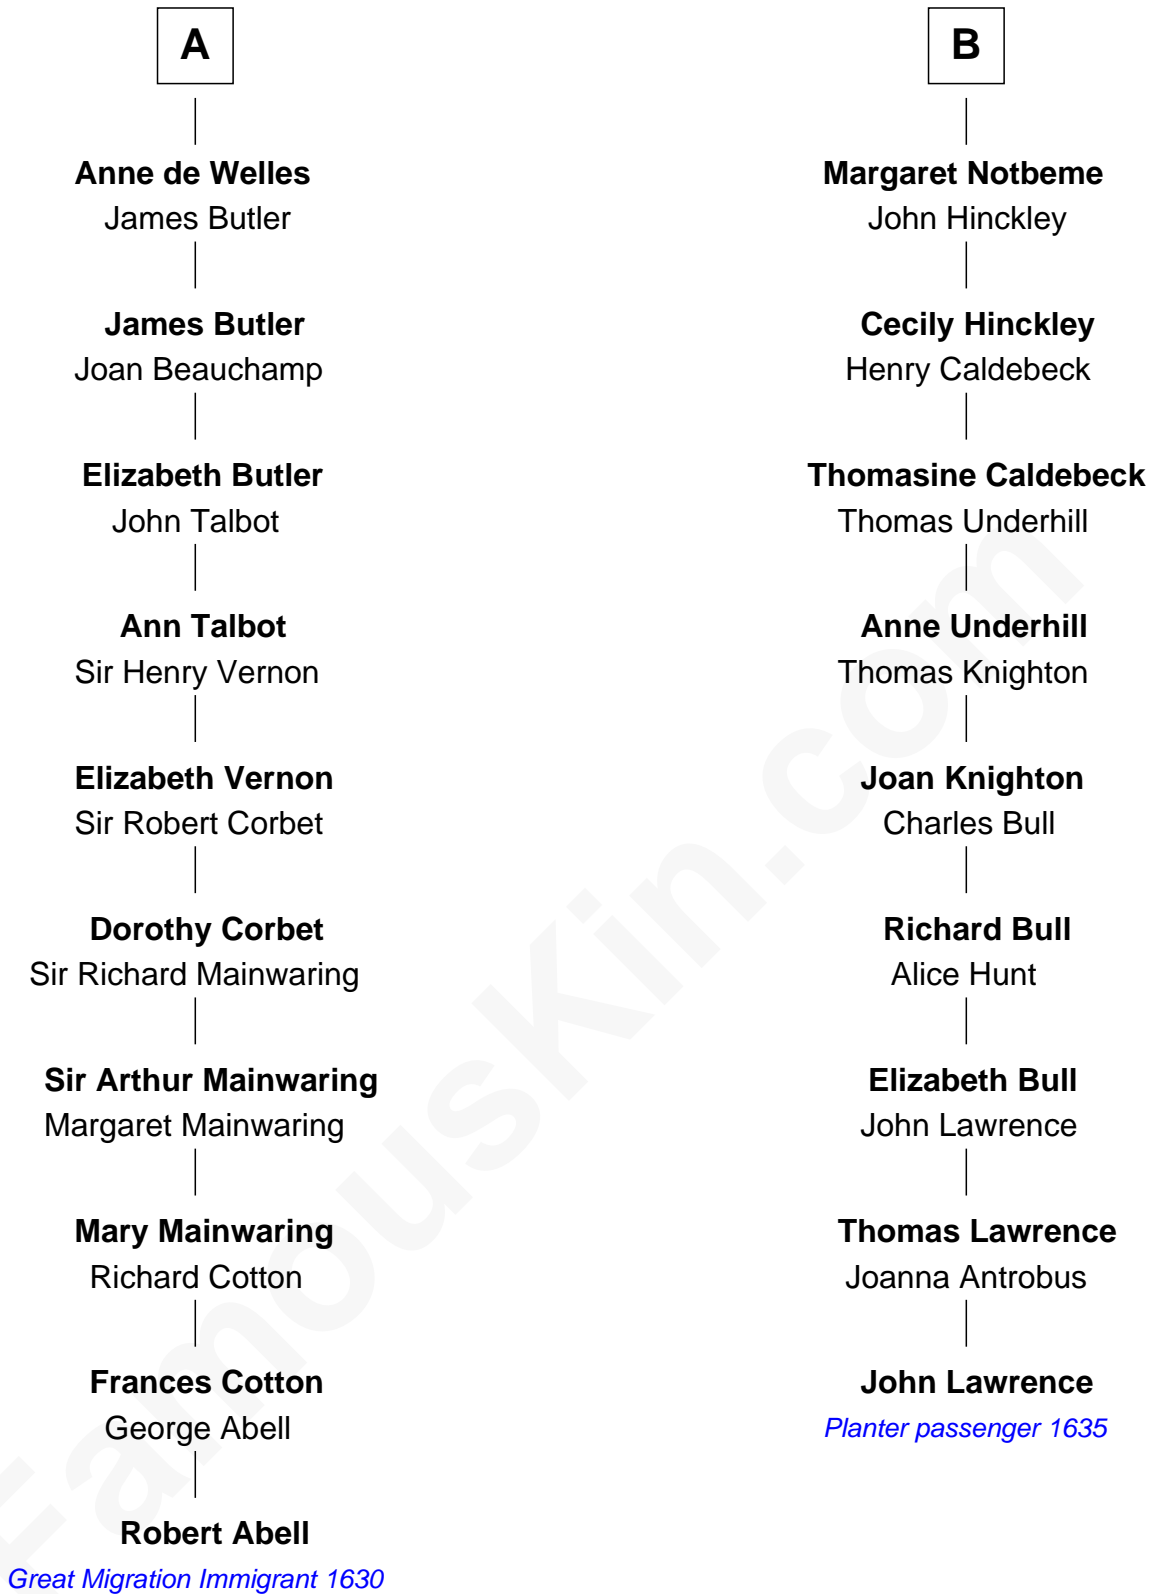 A
Anne de Welles
James Butler
James Butler
Joan Beauchamp
Elizabeth Butler
John Talbot
Ann Talbot
Sir Henry Vernon
Elizabeth Vernon
Sir Robert Corbet
Dorothy Corbet
Sir Richard Mainwaring
Sir Arthur Mainwaring
Margaret Mainwaring
Mary Mainwaring
Richard Cotton
Frances Cotton
George Abell
Robert Abell
Great Migration Immigrant 1630
B
Margaret Notbeme
John Hinckley
Cecily Hinckley
Henry Caldebeck
Thomasine Caldebeck
Thomas Underhill
Anne Underhill
Thomas Knighton
Joan Knighton
Charles Bull
Richard Bull
Alice Hunt
Elizabeth Bull
John Lawrence
Thomas Lawrence
Joanna Antrobus
John Lawrence
Planter passenger 1635
FamousKin.com